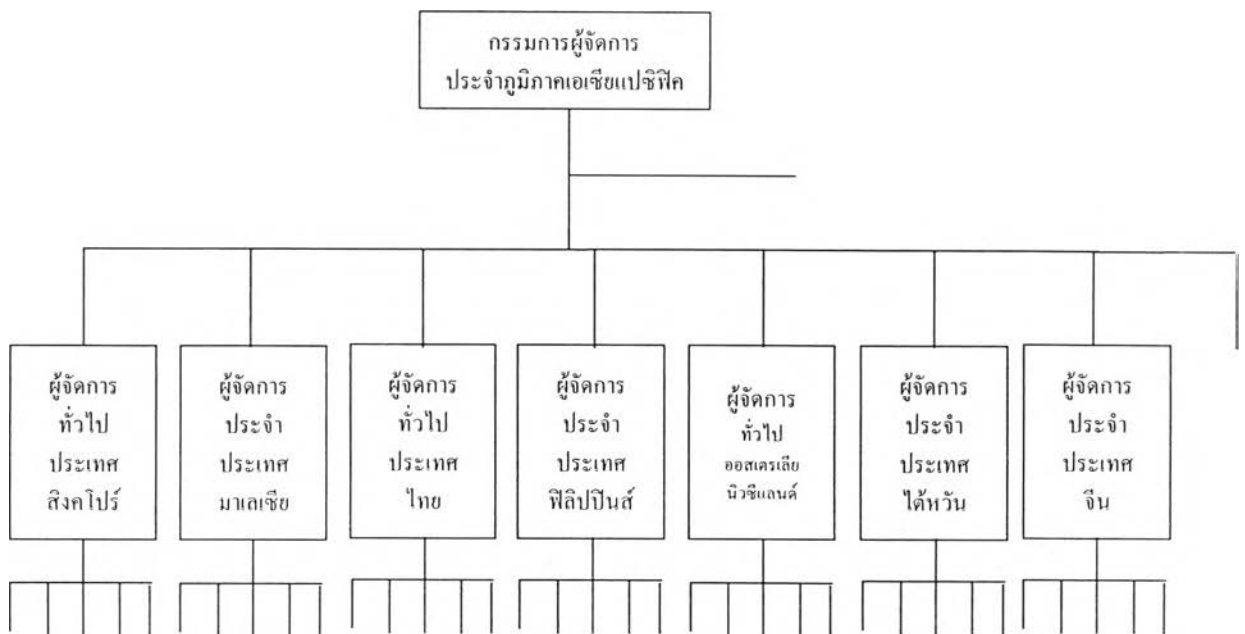 กรรมการผู้จัดการ
ประจำภูมิภาคเอเซียแปซิฟิค
ผู้จัดการ
ทั่วไป
ประเทศ
สิงคโปร์
ผู้จัดการ
ประจำ
ประเทศ
มาเลเซีย
ผู้จัดการ
ทั่วไป
ประเทศ
ไทย
ผู้จัดการ
ประจำ
ประเทศ
ฟิลิปปินส์
ผู้จัดการ
ทั่วไป
ออสเตรเลีย
นิวซีแลนด์
ผู้จัดการ
ประจำ
ประเทศ
ใต้หวัน
ผู้จัดการ
ประจำ
ประเทศ
จีน